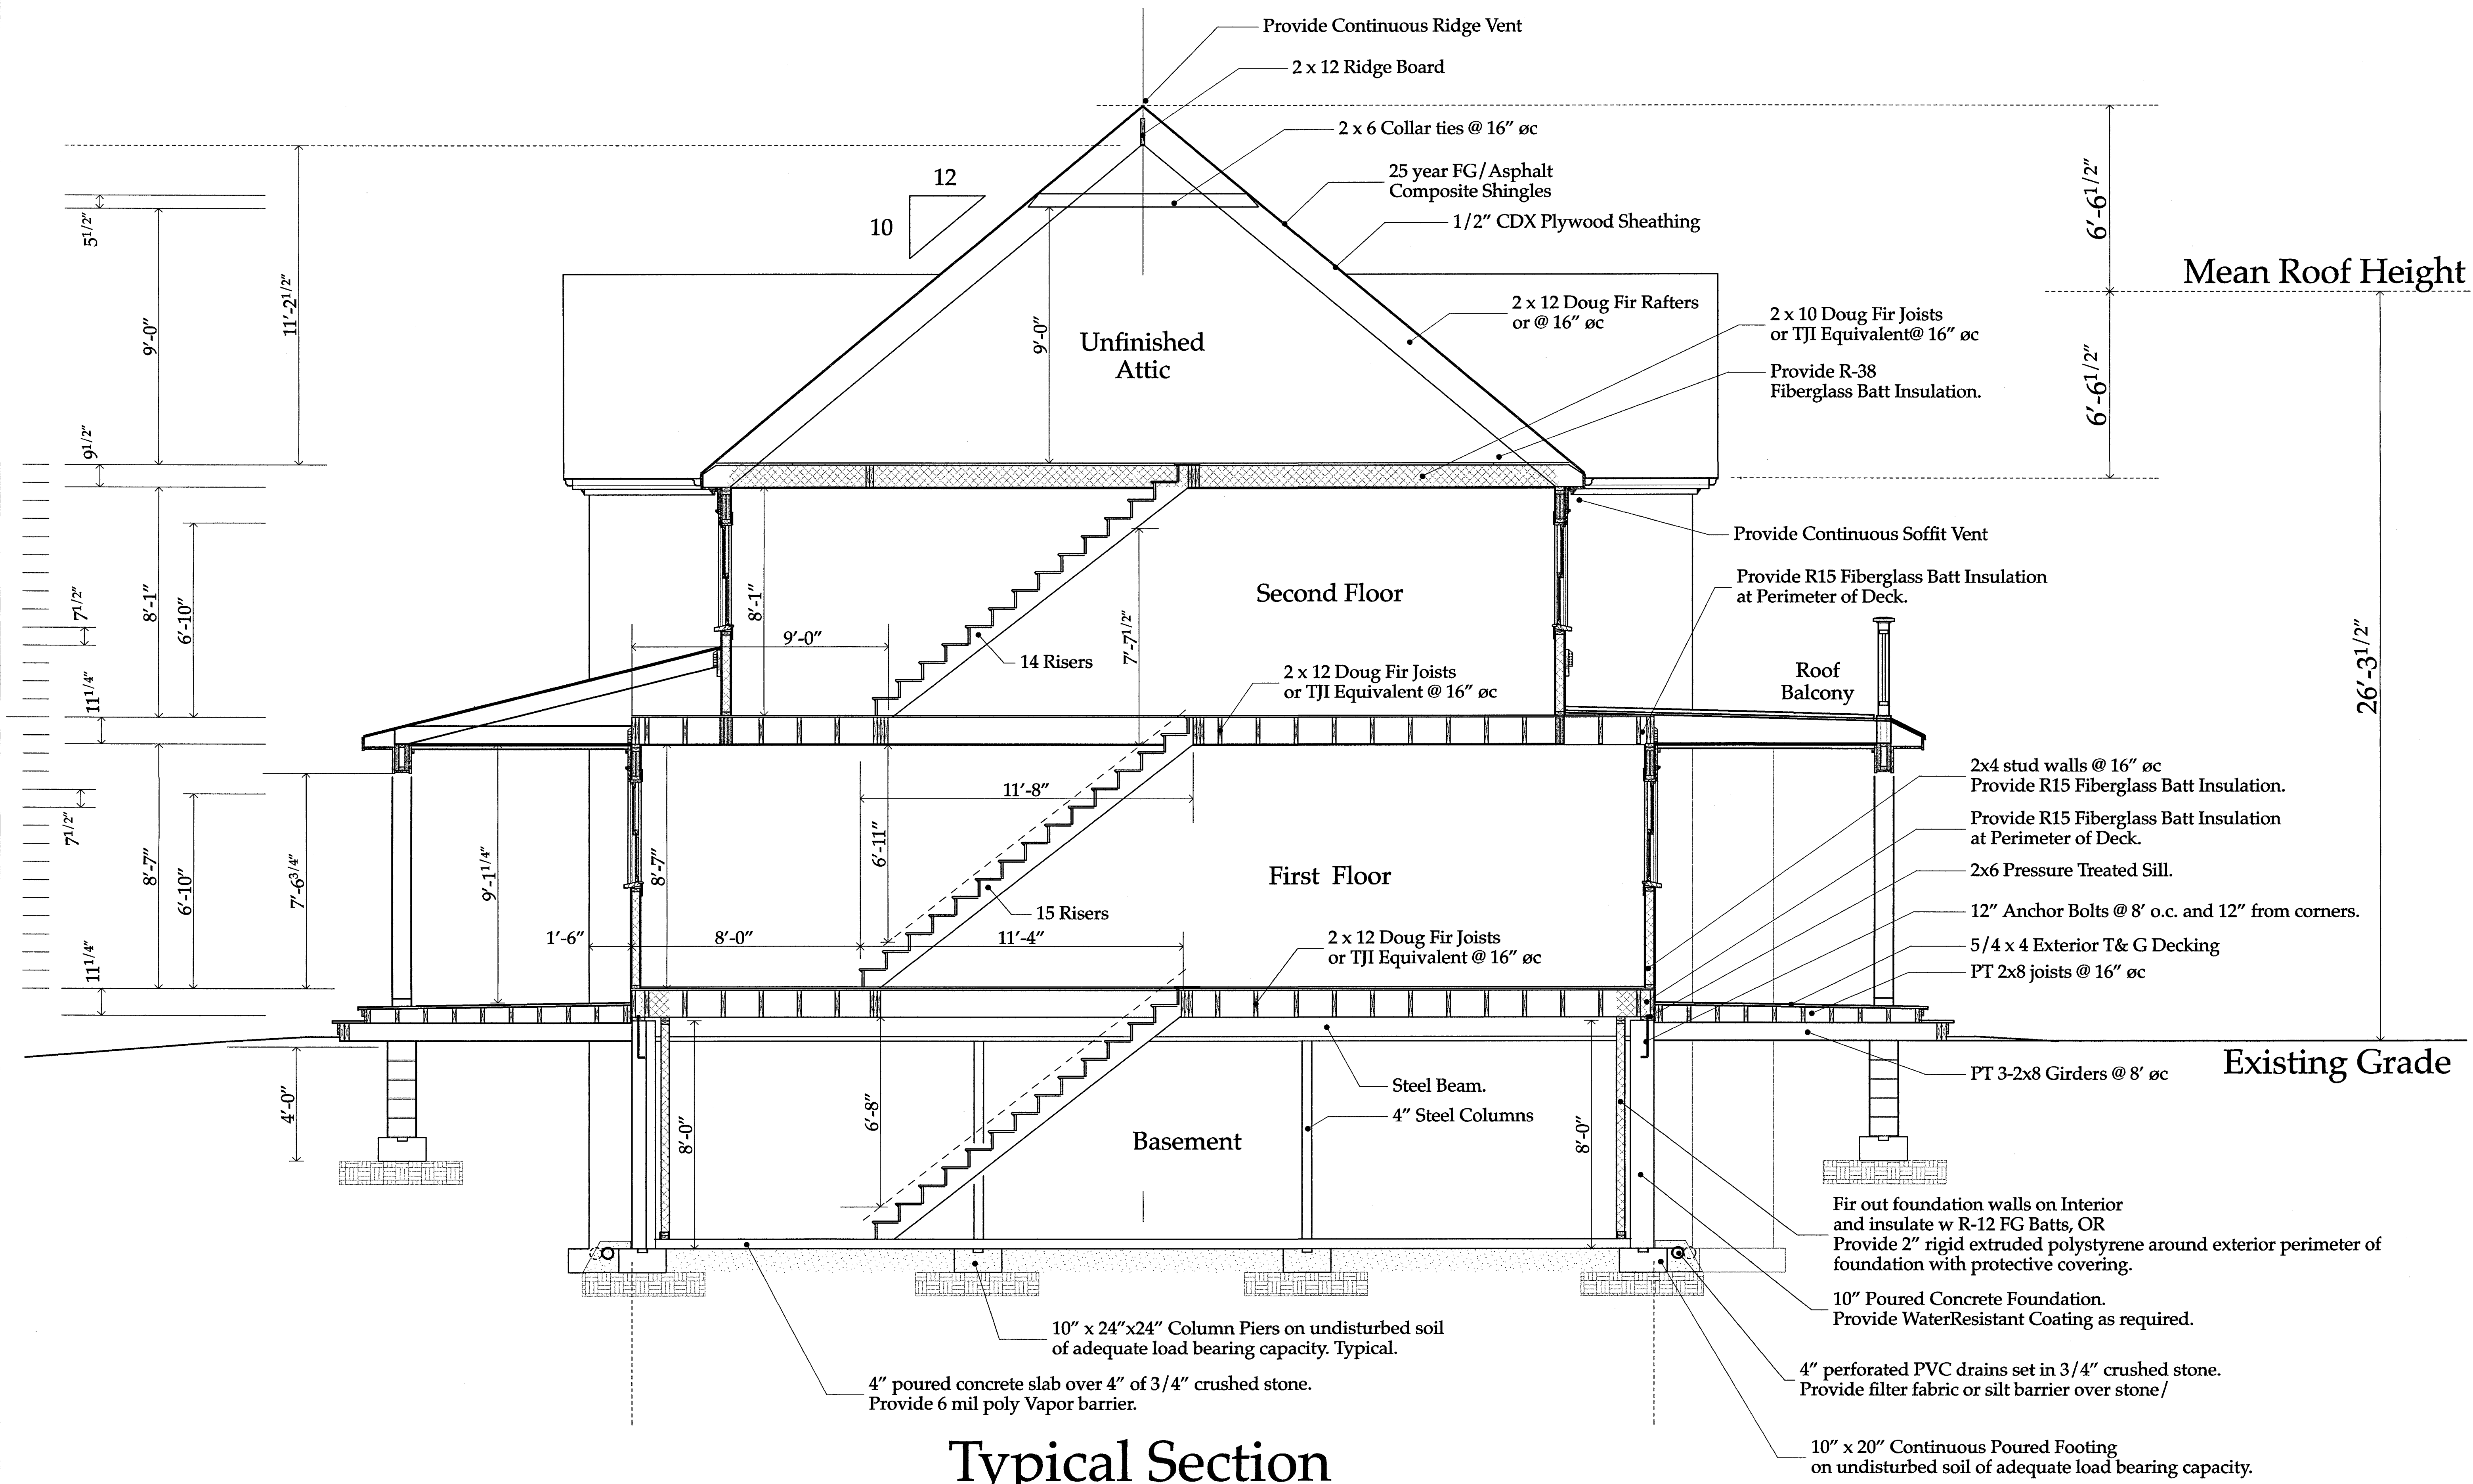 Provide Continuous Ridge Vent
2 x 12 Ridge Board
2 x 6 Collar ties @ 16" øc
25 year FG/Asphalt
Composite Shingles
1/2" CDX Plywood Sheathing
12
10
6'-6 1/2"
Mean Roof Height
5 1/2"
9'-0"
11'-2 1/2"
9'-0"
Unfinished
Attic
2 x 12 Doug Fir Rafters
or @ 16" øc
2 x 10 Doug Fir Joists
or TJI Equivalent@ 16" øc
Provide R-38
Fiberglass Batt Insulation.
6'-6 1/2"
9 1/2"
Provide Continuous Soffit Vent
Provide R15 Fiberglass Batt Insulation
at Perimeter of Deck.
7 1/2"
8'-1"
6'-10"
8'-1"
9'-0"
Second Floor
7'-7 1/2"
14 Risers
2 x 12 Doug Fir Joists
or TJI Equivalent @ 16" øc
Roof
Balcony
26'-3 1/2"
11 1/4"
2x4 stud walls @ 16" øc
Provide R15 Fiberglass Batt Insulation.
Provide R15 Fiberglass Batt Insulation
at Perimeter of Deck.
2x6 Pressure Treated Sill.
12" Anchor Bolts @ 8' o.c. and 12" from corners.
5/4 x 4 Exterior T& G Decking
PT 2x8 joists @ 16" øc
7 1/2"
8'-7"
6'-10"
7'-6 3/4"
9'-1 1/4"
8'-7"
6'-11"
11'-8"
First Floor
15 Risers
1'-6"
8'-0"
11'-4"
2 x 12 Doug Fir Joists
or TJI Equivalent @ 16" øc
11 1/4"
Existing Grade
PT 3-2x8 Girders @ 8' øc
4'-0"
8'-0"
6'-8"
Steel Beam.
4" Steel Columns
Basement
8'-0"
Fir out foundation walls on Interior
and insulate w R-12 FG Batts, OR
Provide 2" rigid extruded polystyrene around exterior perimeter of
foundation with protective covering.
10" Poured Concrete Foundation.
Provide WaterResistant Coating as required.
10" x 24"x24" Column Piers on undisturbed soil
of adequate load bearing capacity. Typical.
4" poured concrete slab over 4" of 3/4" crushed stone.
Provide 6 mil poly Vapor barrier.
4" perforated PVC drains set in 3/4" crushed stone.
Provide filter fabric or silt barrier over stone/
10" x 20" Continuous Poured Footing
on undisturbed soil of adequate load bearing capacity.
Typical Section